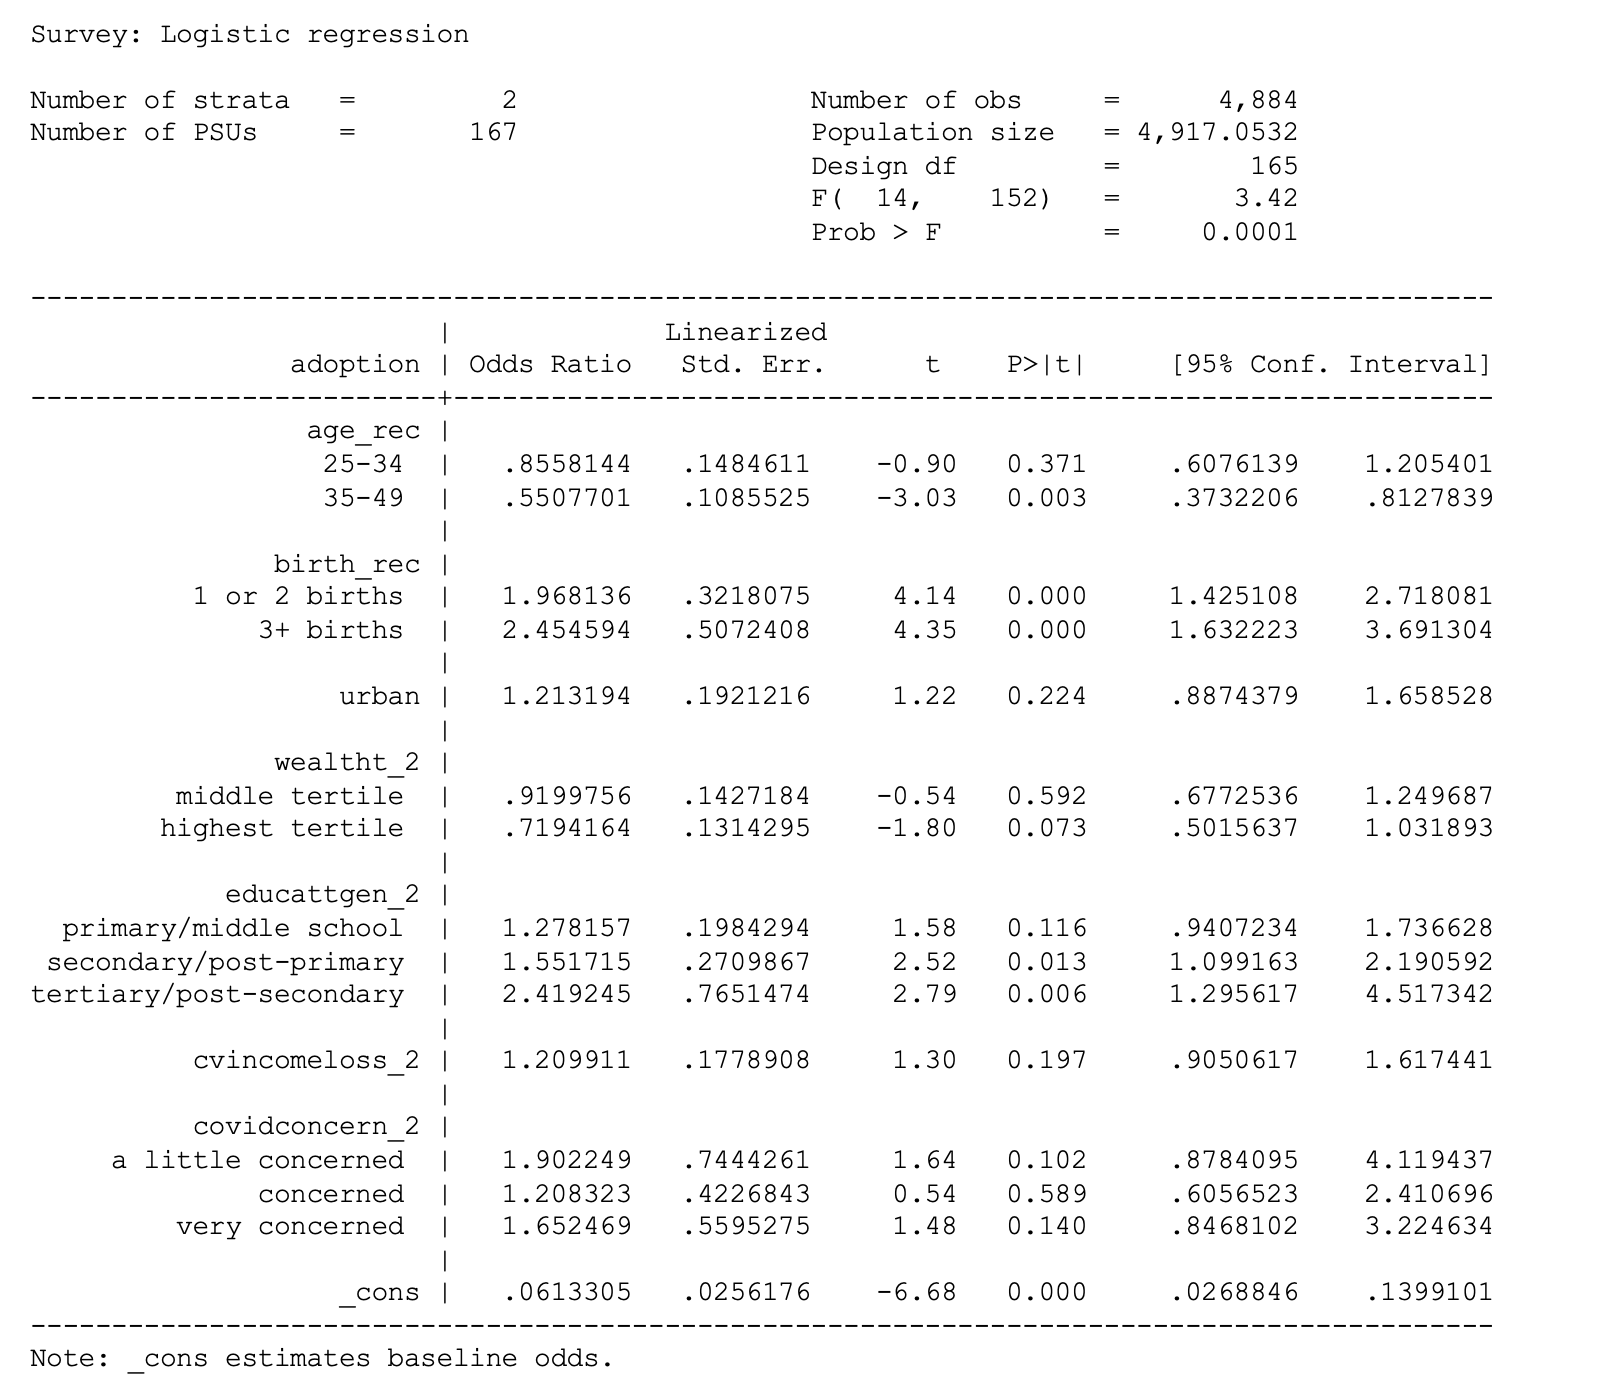 Survey: Logistic regression

Number of strata   =         2                  Number of obs     =      4,884
Number of PSUs     =       167                  Population size   = 4,917.0532
                                                Design df         =        165
                                                F(  14,    152)   =       3.42
                                                Prob > F          =     0.0001

------------------------------------------------------------------------------------------
                         |             Linearized
                adoption | Odds Ratio   Std. Err.      t    P>|t|     [95% Conf. Interval]
-------------------------+----------------------------------------------------------------
                 age_rec |
                  25-34  |   .8558144   .1484611    -0.90   0.371     .6076139    1.205401
                  35-49  |   .5507701   .1085525    -3.03   0.003     .3732206    .8127839
                         |
               birth_rec |
          1 or 2 births  |   1.968136   .3218075     4.14   0.000     1.425108    2.718081
              3+ births  |   2.454594   .5072408     4.35   0.000     1.632223    3.691304
                         |
                   urban |   1.213194   .1921216     1.22   0.224     .8874379    1.658528
                         |
               wealtht_2 |
         middle tertile  |   .9199756   .1427184    -0.54   0.592     .6772536    1.249687
        highest tertile  |   .7194164   .1314295    -1.80   0.073     .5015637    1.031893
                         |
            educattgen_2 |
  primary/middle school  |   1.278157   .1984294     1.58   0.116     .9407234    1.736628
 secondary/post-primary  |   1.551715   .2709867     2.52   0.013     1.099163    2.190592
tertiary/post-secondary  |   2.419245   .7651474     2.79   0.006     1.295617    4.517342
                         |
          cvincomeloss_2 |   1.209911   .1778908     1.30   0.197     .9050617    1.617441
                         |
          covidconcern_2 |
     a little concerned  |   1.902249   .7444261     1.64   0.102     .8784095    4.119437
              concerned  |   1.208323   .4226843     0.54   0.589     .6056523    2.410696
         very concerned  |   1.652469   .5595275     1.48   0.140     .8468102    3.224634
                         |
                   _cons |   .0613305   .0256176    -6.68   0.000     .0268846    .1399101
------------------------------------------------------------------------------------------
Note: _cons estimates baseline odds.